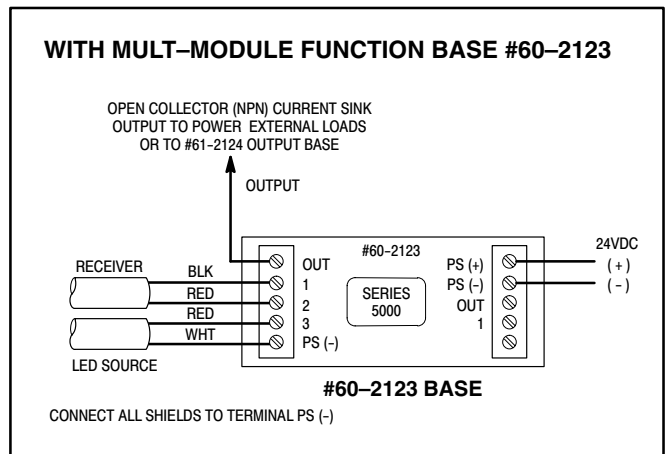 WITH MULT–MODULE FUNCTION BASE #60–2123
OPEN COLLECTOR (NPN) CURRENT SINK
OUTPUT TO POWER EXTERNAL LOADS
OR TO #61-2124 OUTPUT BASE
OUTPUT
#60-2123
24VDC
RECEIVER
BLK
OUT
PS (+)
( + )
1
PS (-)
( - )
RED
2
SERIES
5000
OUT
RED
3
1
WHT
PS (-)
LED SOURCE
#60–2123 BASE
CONNECT ALL SHIELDS TO TERMINAL PS (-)